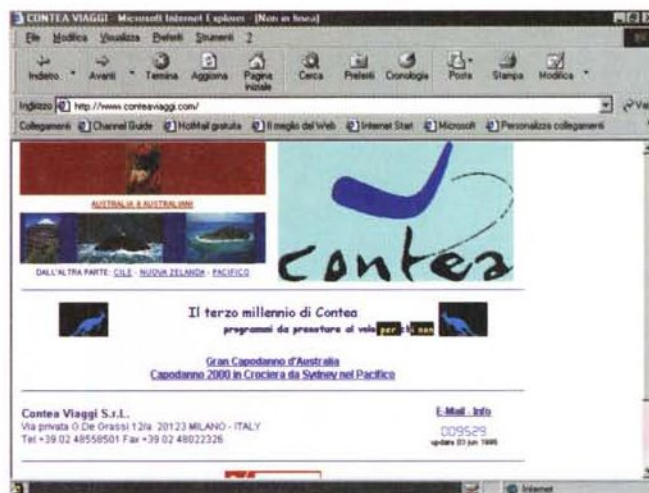 CONTEA VIAGGI - Microsoft Internet Explorer - [Non in linea]
File Modifica Visualizza Preferiti Strumenti ?
Indietro Avanti Termina Aggiorna Pagina iniziale Cerca Preferiti Cronologia Posta Stampa Modifica
Indirizzo http://www.conteaviaggi.com/ Vai
Collegamenti Channel Guide HotMail gratuita Il meglio del Web Internet Start Microsoft Personalizza collegamenti
AUSTRALIA & AUSTRALIANI
contea
DALL'ALTRA PARTE: CILE - NUOVA ZELANDA - PACIFICO
Il terzo millennio di Contea
programmi da prenotare al volo per chi non
Gran Capodanno d'Australia
Capodanno 2000 in Crociera da Sydney nel Pacifico
Contea Viaggi S.r.L. E-Mail - Info
Via privata G.De Grassi 12/a 20123 MILANO - ITALY
009529
Tel +39.02 48558501 Fax +39 02 48022326
Internet